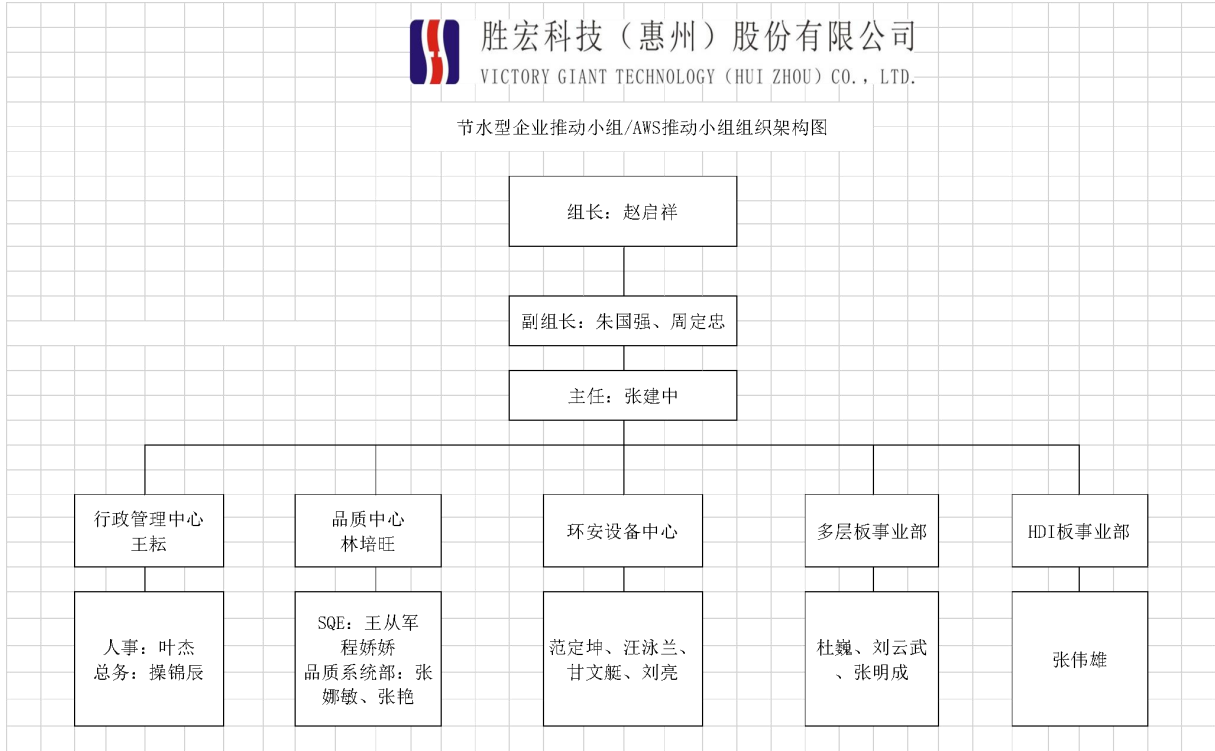 胜宏科技（惠州）股份有限公司
VICTORY GIANT TECHNOLOGY (HUI ZHOU) CO., LTD.
节水型企业推动小组/AWS推动小组组织架构图
组长：赵启祥
副组长：朱国强、周定忠
主任：张建中
行政管理中心
王耘
品质中心
林培旺
环安设备中心
多层板事业部
HDI板事业部
人事：叶杰
总务：操锦辰
SQE：王从军
程娇娇
品质系统部：张
娜敏、张艳
范定坤、汪泳兰、
甘文艇、刘亮
杜巍、刘云武
、张明成
张伟雄